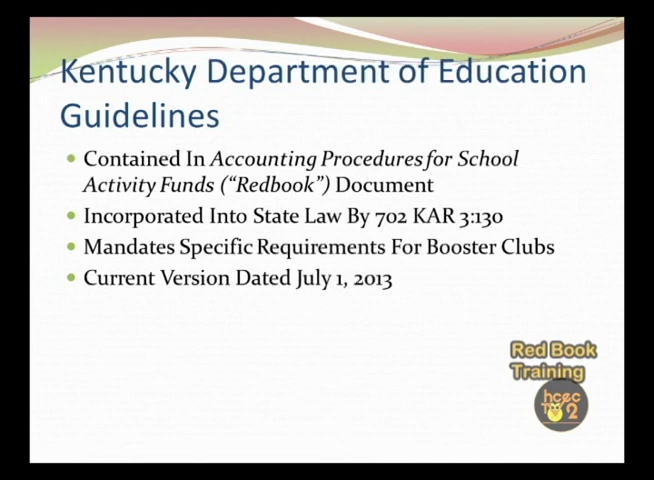 Kentucky Department of Education
Guidelines
Contained In Accounting Procedures for School
Activity Funds (“Redbook”) Document
Incorporated Into State Law By 702 KAR 3:130
Mandates Specific Requirements For Booster Clubs
Current Version Dated July 1, 2013
Red Book
Training
hcec
TV 2